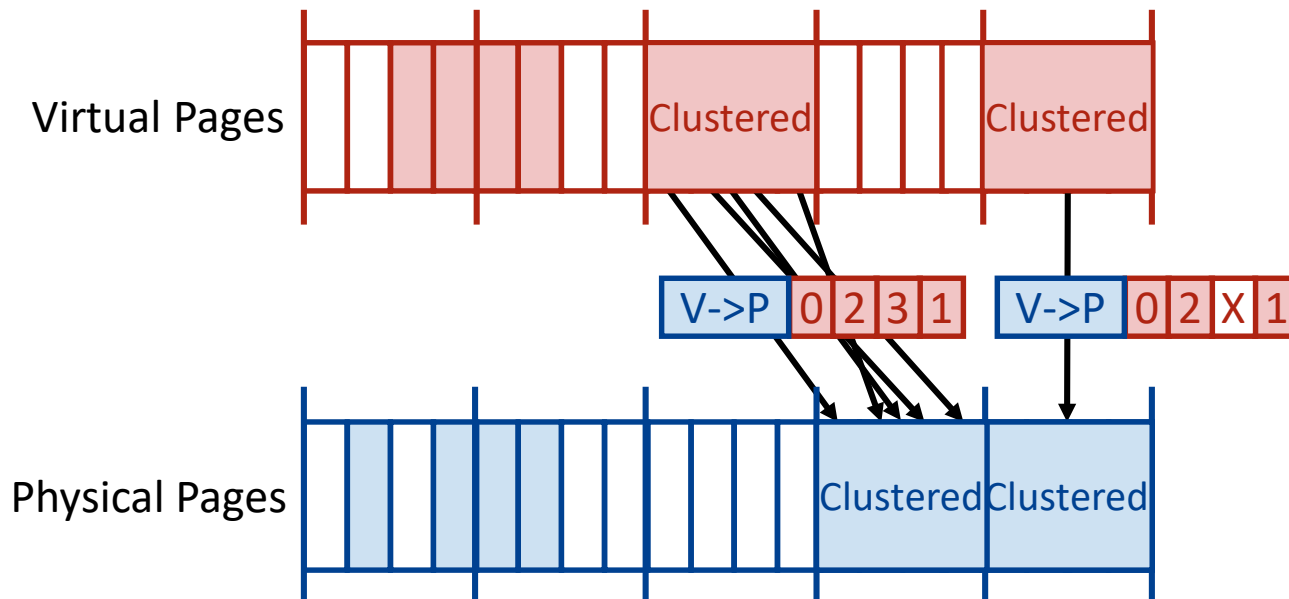 Virtual Pages
Clustered
Clustered
V->P 0 2 3 1
V->P 0 2 X 1
Physical Pages
Clustered
Clustered